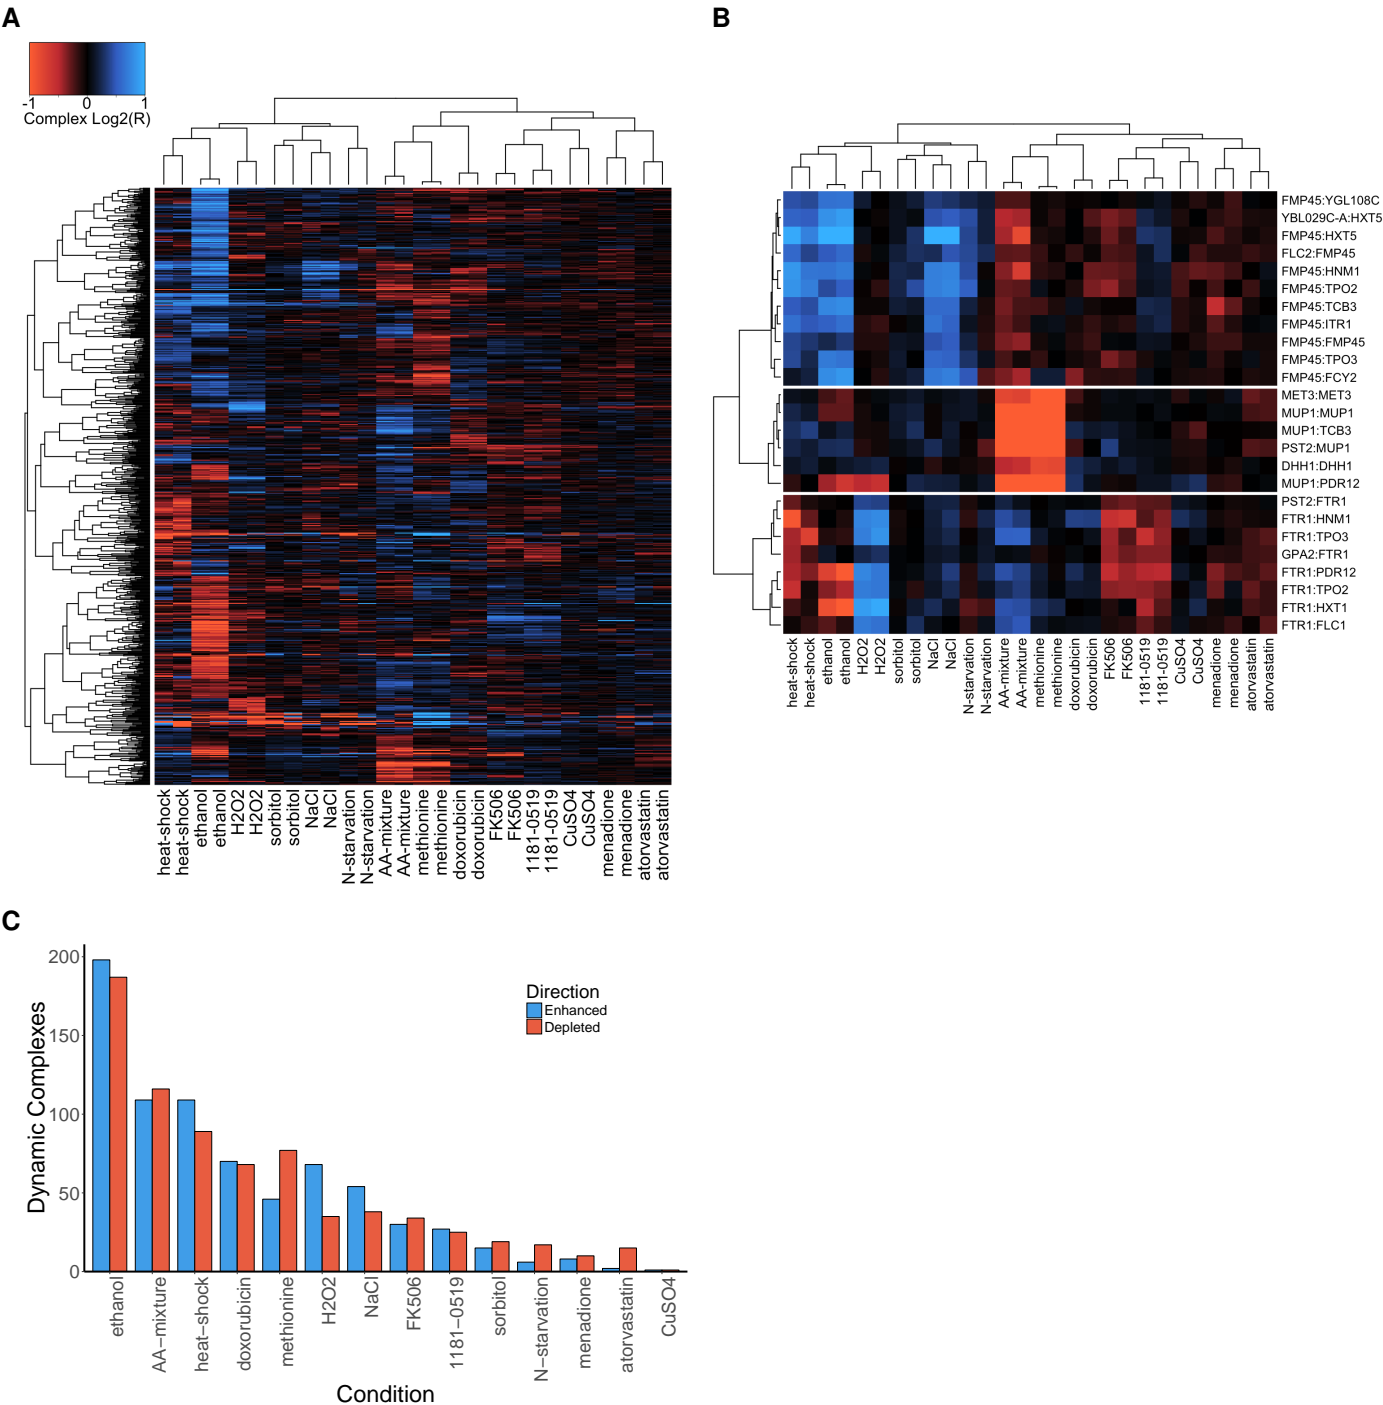 A
B
-1 0 1
Complex Log2(R)
FMP45:YGL108C
YBL029C-A:HXT5
FMP45:HXT5
FLC2:FMP45
FMP45:HNM1
FMP45:TPO2
FMP45:TCB3
FMP45:ITR1
FMP45:FMP45
FMP45:TPO3
FMP45:FCY2
MET3:MET3
MUP1:MUP1
MUP1:TCB3
PST2:MUP1
DHH1:DHH1
MUP1:PDR12
PST2:FTR1
FTR1:HNM1
FTR1:TPO3
GPA2:FTR1
FTR1:PDR12
FTR1:TPO2
FTR1:HXT1
FTR1:FLC1
heat-shock
heat-shock
ethanol
ethanol
H2O2
H2O2
sorbitol
sorbitol
NaCl
NaCl
N-starvation
N-starvation
AA-mixture
AA-mixture
methionine
methionine
doxorubicin
doxorubicin
FK506
FK506
1181-0519
1181-0519
CuSO4
CuSO4
menadione
menadione
atorvastatin
atorvastatin
heat-shock
heat-shock
ethanol
ethanol
H2O2
H2O2
sorbitol
sorbitol
NaCl
NaCl
N-starvation
N-starvation
AA-mixture
AA-mixture
methionine
methionine
doxorubicin
doxorubicin
FK506
FK506
1181-0519
1181-0519
CuSO4
CuSO4
menadione
menadione
atorvastatin
atorvastatin
C
Dynamic Complexes
200
150
100
50
0
Direction
Enhanced
Depleted
ethanol
AA−mixture
heat−shock
doxorubicin
methionine
H2O2
NaCl
FK506
1181−0519
sorbitol
N−starvation
menadione
atorvastatin
CuSO4
Condition